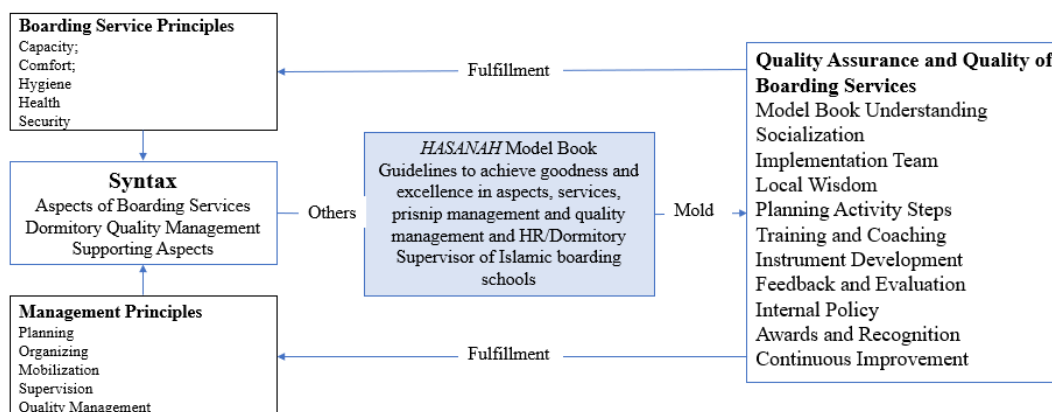 Boarding Service Principles
Capacity;
Comfort;
Hygiene
Health
Security
Fulfillment
Syntax
Aspects of Boarding Services
Dormitory Quality Management
Supporting Aspects
Others
HASANAH Model Book
Guidelines to achieve goodness and
excellence in aspects, services,
prisnip management and quality
management and HR/Dormitory
Supervisor of Islamic boarding
schools
Mold
Quality Assurance and Quality of
Boarding Services
Model Book Understanding
Socialization
Implementation Team
Local Wisdom
Planning Activity Steps
Training and Coaching
Instrument Development
Feedback and Evaluation
Internal Policy
Awards and Recognition
Continuous Improvement
Management Principles
Planning
Organizing
Mobilization
Supervision
Quality Management
Fulfillment